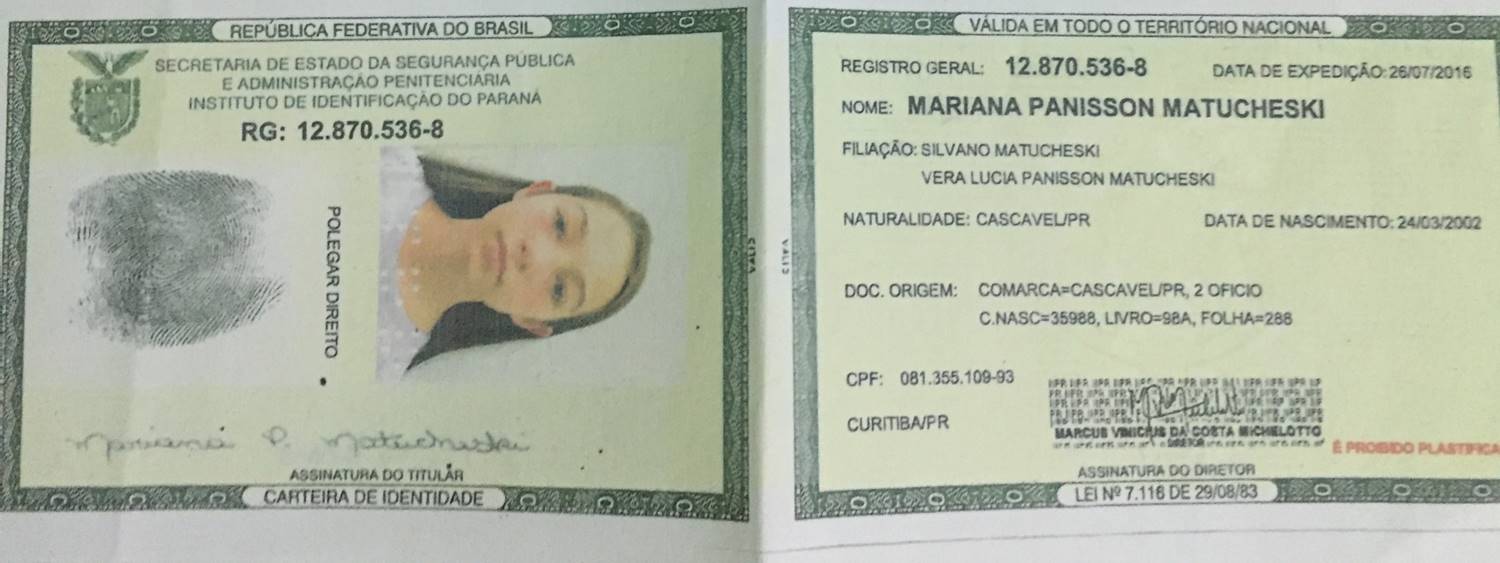 REPÚBLICA FEDERATIVA DO BRASIL
SECRETARIA DE ESTADO DA SEGURANÇA PÚBLICA
E ADMINISTRAÇÃO PENITENCIÁRIA
INSTITUTO DE IDENTIFICAÇÃO DO PARANÁ
RG: 12.870.536-8
POLEGAR DIREITO
Mariana P. Matucheski
ASSINATURA DO TITULAR
CARTEIRA DE IDENTIDADE
VÁLIDA EM TODO O TERRITÓRIO NACIONAL
REGISTRO GERAL: 12.870.536-8 DATA DE EXPEDIÇÃO: 26/07/2016
NOME: MARIANA PANISSON MATUCHESKI
FILIAÇÃO: SILVANO MATUCHESKI
VERA LUCIA PANISSON MATUCHESKI
NATURALIDADE: CASCAVEL/PR DATA DE NASCIMENTO: 24/03/2002
DOC. ORIGEM: COMARCA=CASCAVEL/PR, 2 OFICIO
C.NASC=35988, LIVRO=98A, FOLHA=288
CPF: 081.355.109-93
CURITIBA/PR
MARCUS VINICIUS DA COSTA MICHELOTTO
DIRETOR
É PROIBIDO PLASTIFICA
ASSINATURA DO DIRETOR
LEI Nº 7.116 DE 29/08/83